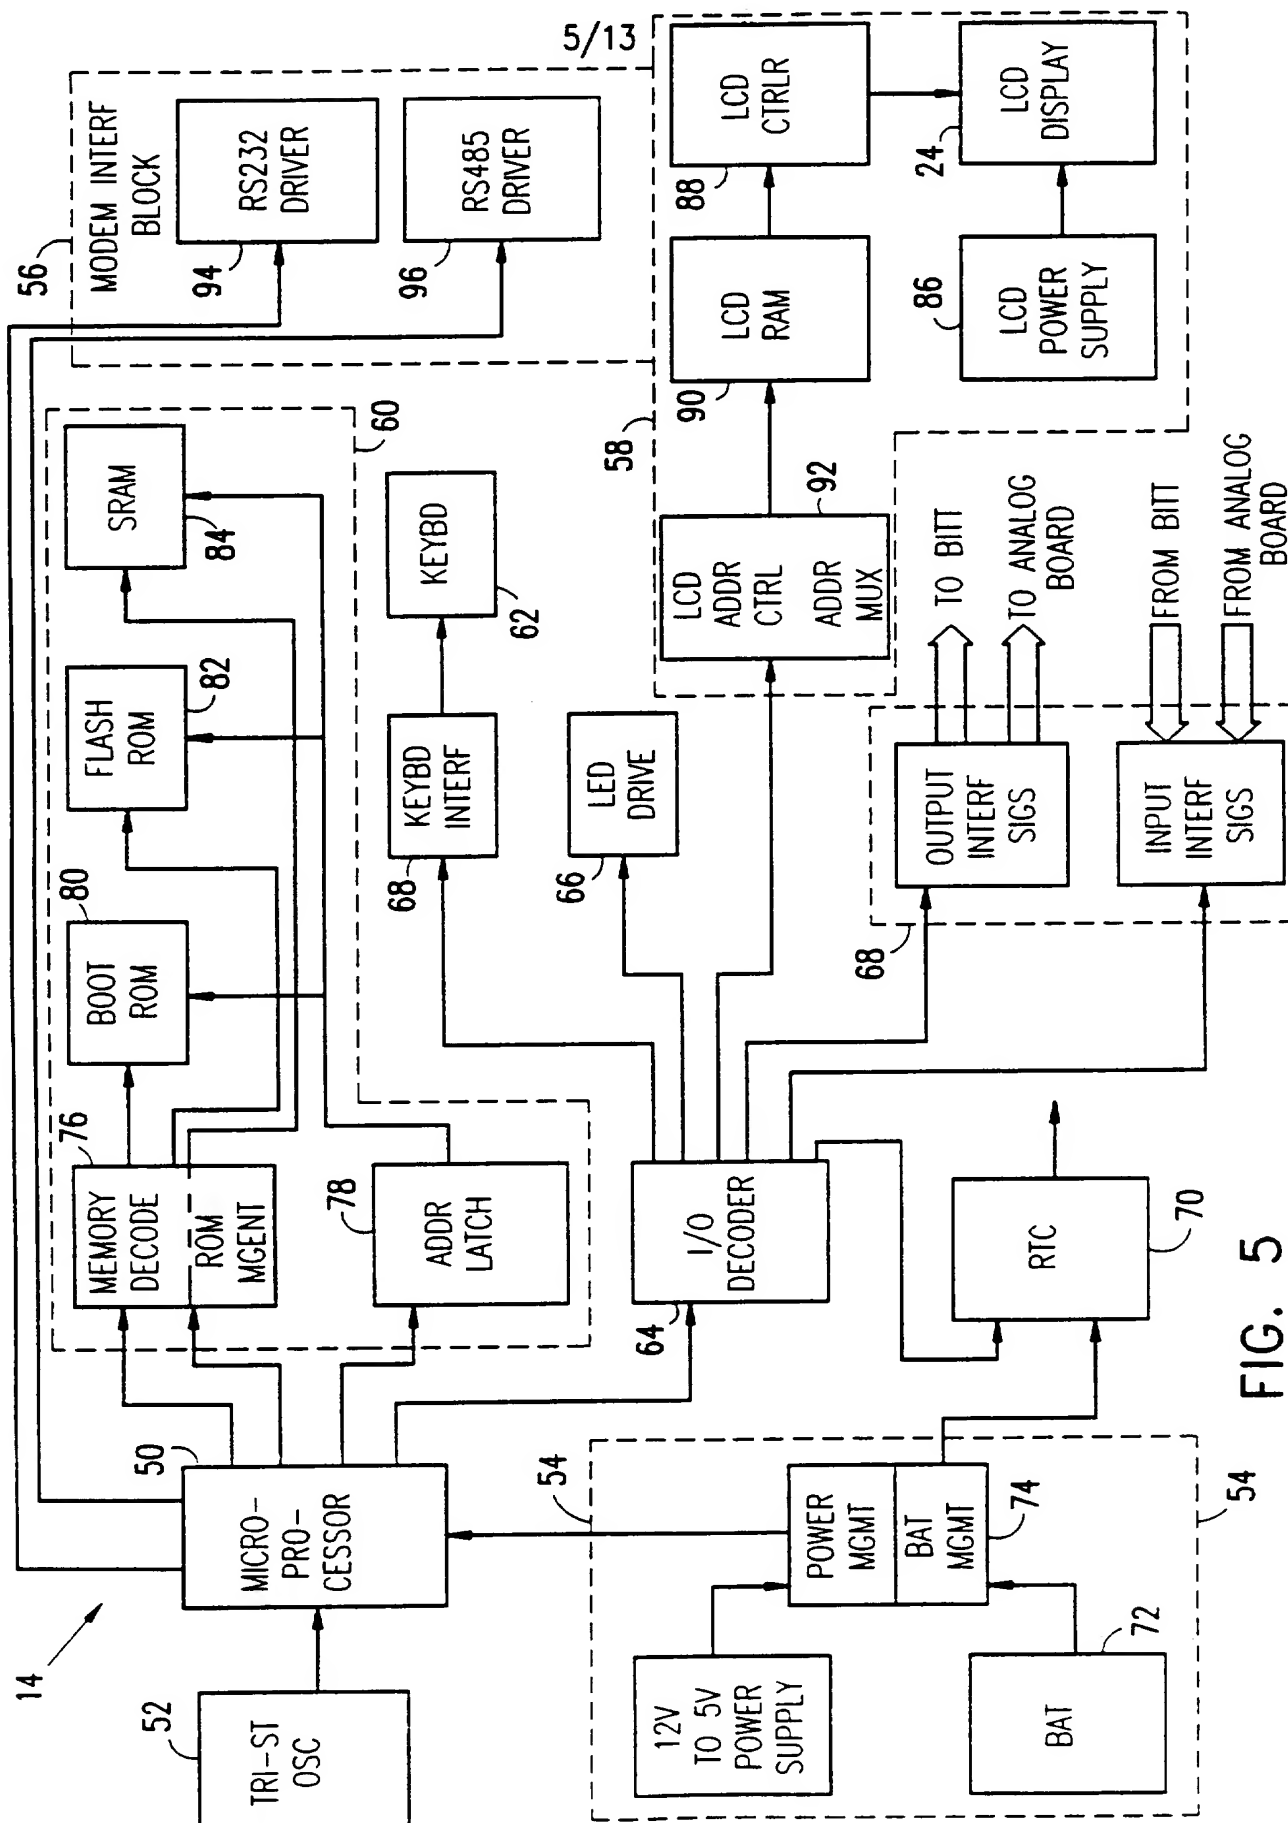 5/13
14
52
TRI-ST
OSC
50
MICRO-
PRO-
CESSOR
56
MODEM INTERF
BLOCK
94
RS232
DRIVER
96
RS485
DRIVER
60
76
MEMORY
DECODE
ROM
MGENT
78
ADDR
LATCH
80
BOOT
ROM
82
FLASH
ROM
84
SRAM
68
KEYBD
INTERF
62
KEYBD
66
LED
DRIVE
64
I/O
DECODER
58
92
LCD
ADDR
CTRL
ADDR
MUX
90
LCD
RAM
88
LCD
CTRLR
24
LCD
DISPLAY
86
LCD
POWER
SUPPLY
68
OUTPUT
INTERF
SIGS
TO BITT
TO ANALOG
BOARD
INPUT
INTERF
SIGS
FROM BITT
FROM ANALOG
BOARD
54
12V
TO 5V
POWER
SUPPLY
POWER
MGMT
BAT
MGMT
74
BAT
72
54
RTC
70
FIG. 5